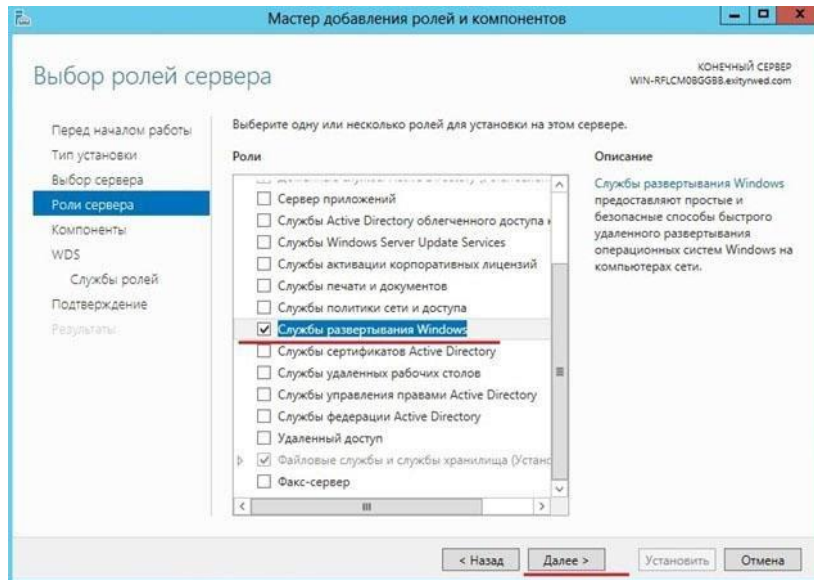 Мастер добавления ролей и компонентов
Выбор ролей сервера
КОНЕЧНЫЙ СЕРВЕР
WIN-RFLCM0BGGBB.exityrwed.com
Перед началом работы
Тип установки
Выбор сервера
Роли сервера
Компоненты
WDS
Службы ролей
Подтверждение
Результаты
Выберите одну или несколько ролей для установки на этом сервере.
Роли
Сервер приложений
Службы Active Directory облегченного доступа к
Службы Windows Server Update Services
Службы активации корпоративных лицензий
Службы печати и документов
Службы политики сети и доступа
Службы развертывания Windows
Службы сертификатов Active Directory
Службы удаленных рабочих столов
Службы управления правами Active Directory
Службы федерации Active Directory
Удаленный доступ
Файловые службы и службы хранилища (Устано
Факс-сервер
Описание
Службы развертывания Windows
предоставляют простые и
безопасные способы быстрого
удаленного развертывания
операционных систем Windows на
компьютерах сети.
< Назад
Далее >
Установить
Отмена